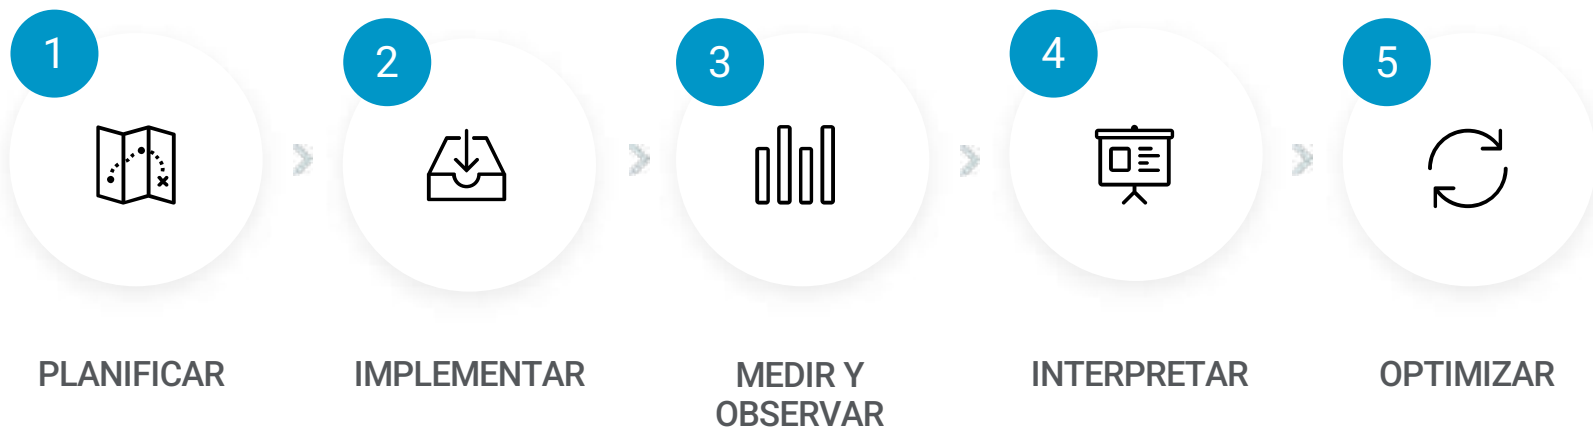 1
2
3
4
5
PLANIFICAR
IMPLEMENTAR
MEDIR Y
OBSERVAR
INTERPRETAR
OPTIMIZAR